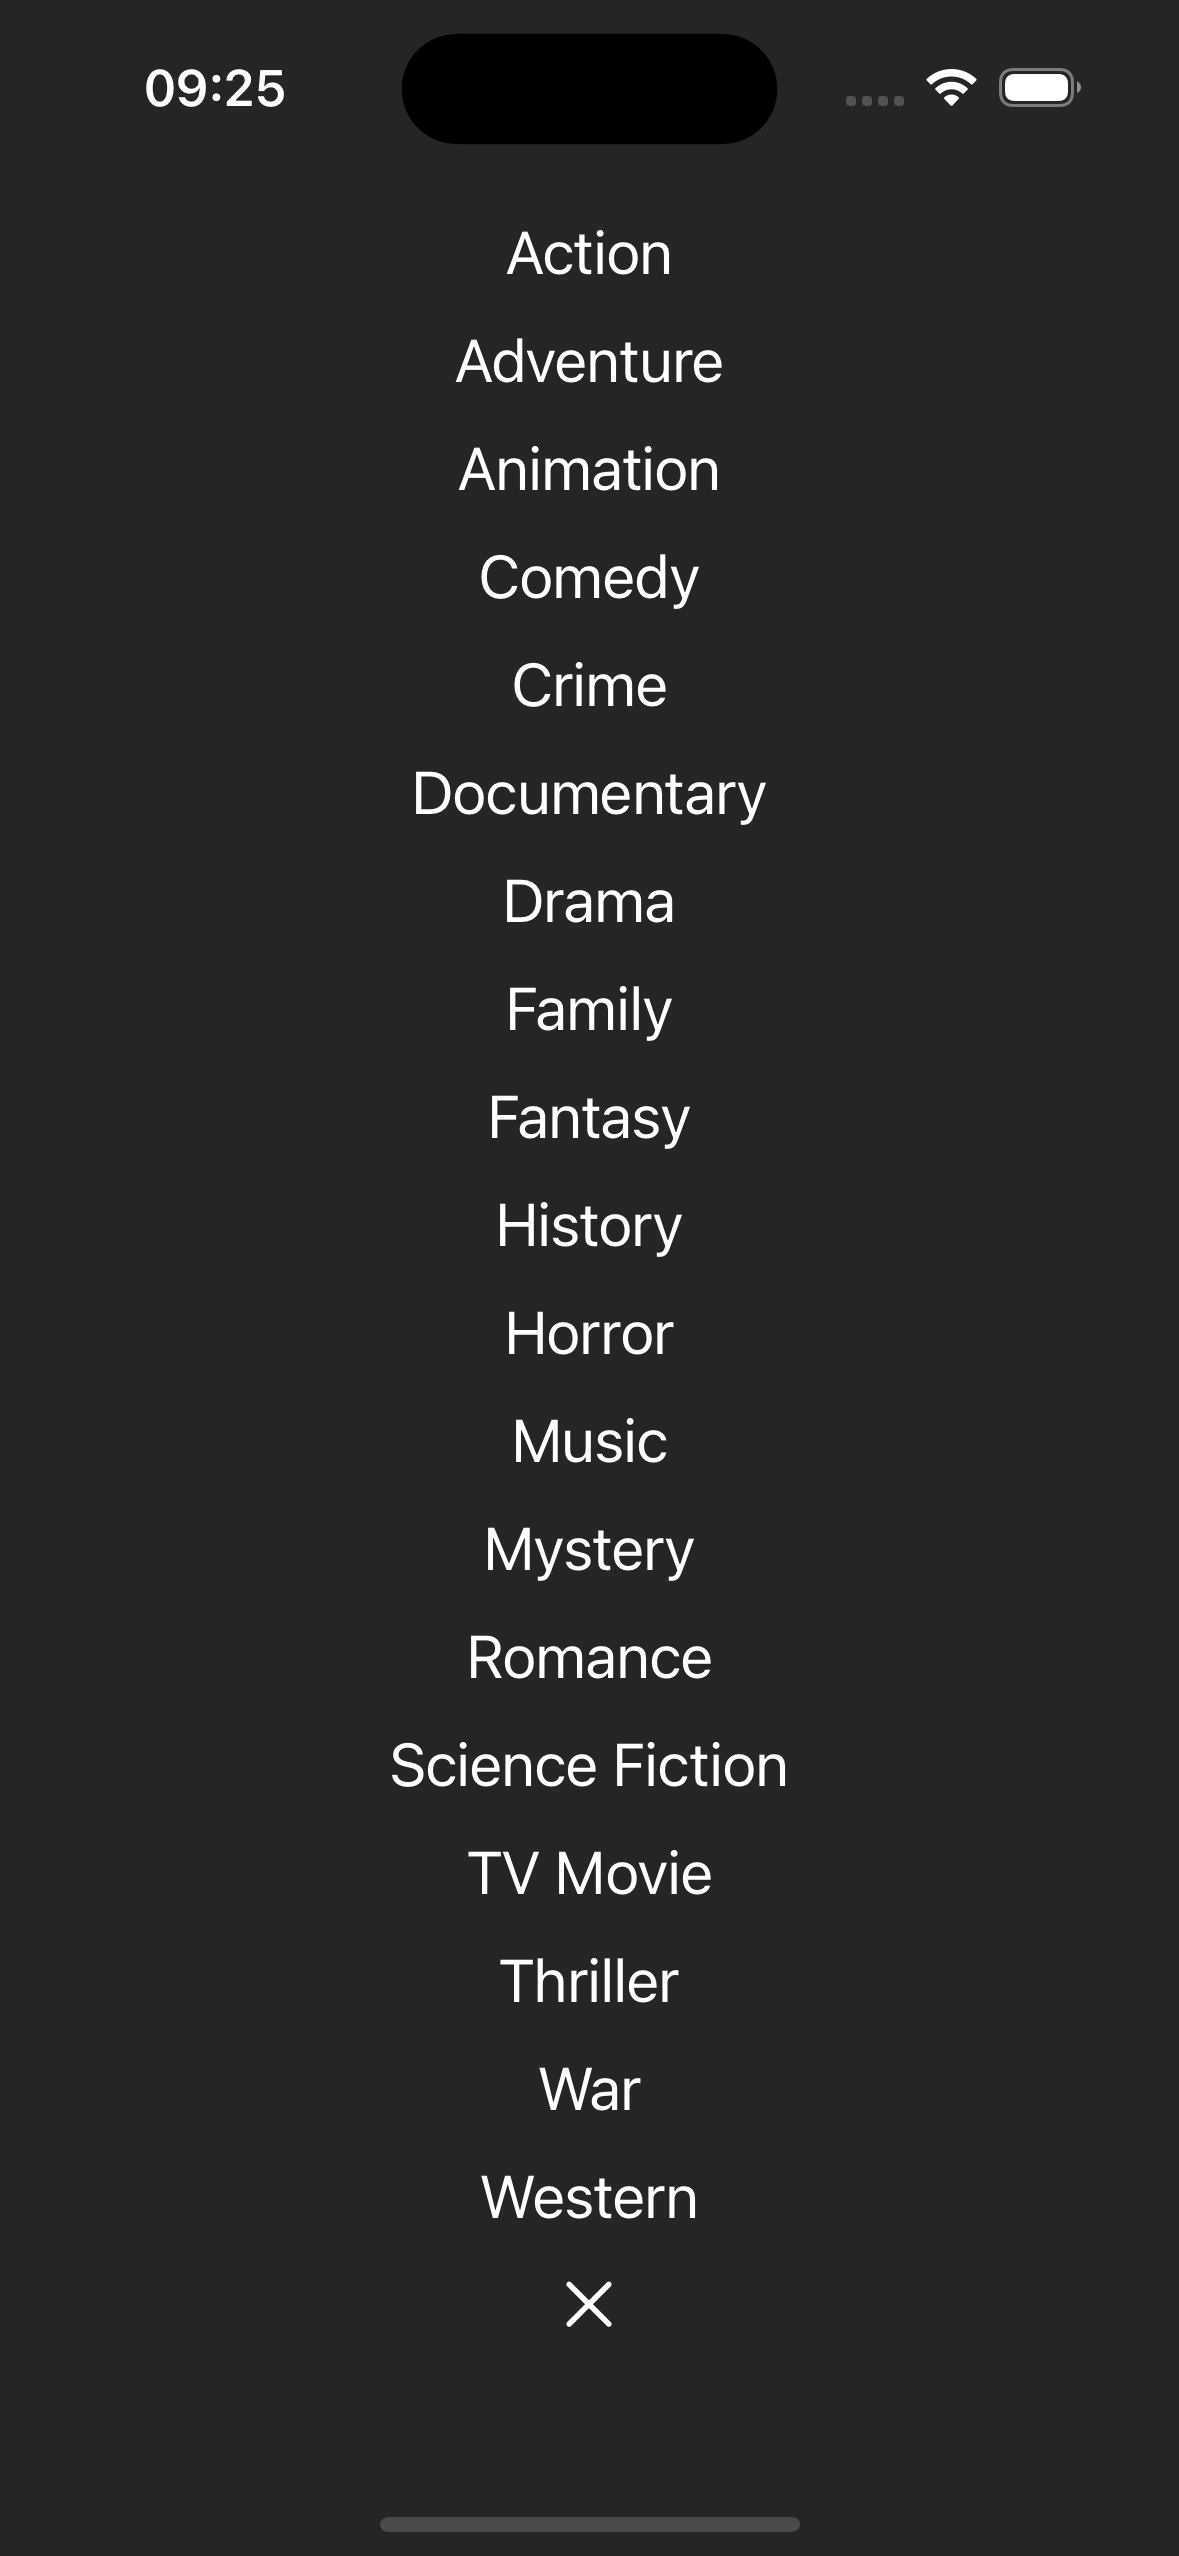 09:25
Action
Adventure
Animation
Comedy
Crime
Documentary
Drama
Family
Fantasy
History
Horror
Music
Mystery
Romance
Science Fiction
TV Movie
Thriller
War
Western